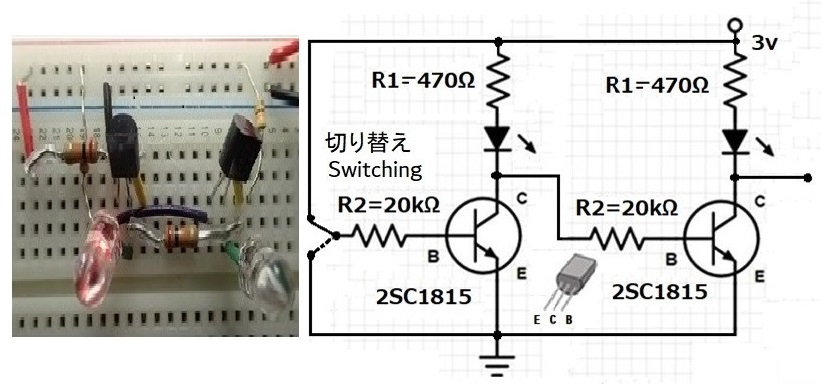 3v
R1=470Ω
R1=470Ω
切り替え
Switching
R2=20kΩ
C
R2=20kΩ
C
B
E
B
E
2SC1815
2SC1815
E C B